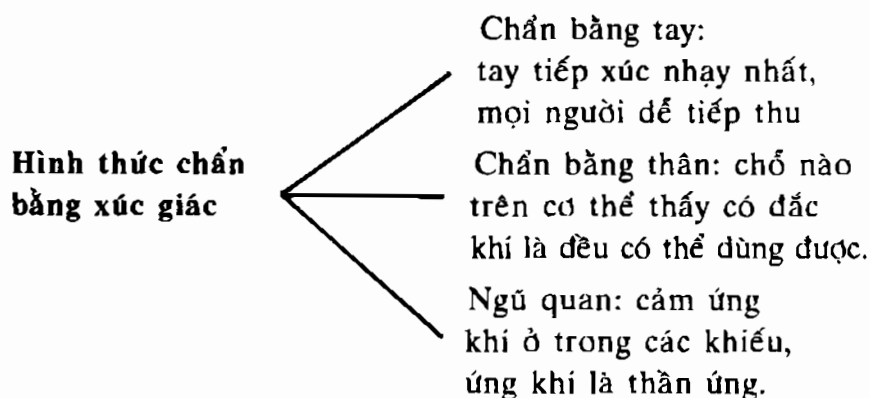 Hình thức chẩn
bằng xúc giác
Chẩn bằng tay:
tay tiếp xúc nhạy nhất,
mọi người dễ tiếp thu
Chẩn bằng thân: chỗ nào
trên cơ thể thấy có đắc
khí là đều có thể dùng được.
Ngũ quan: cảm ứng
khí ở trong các khiếu,
ứng khí là thần ứng.